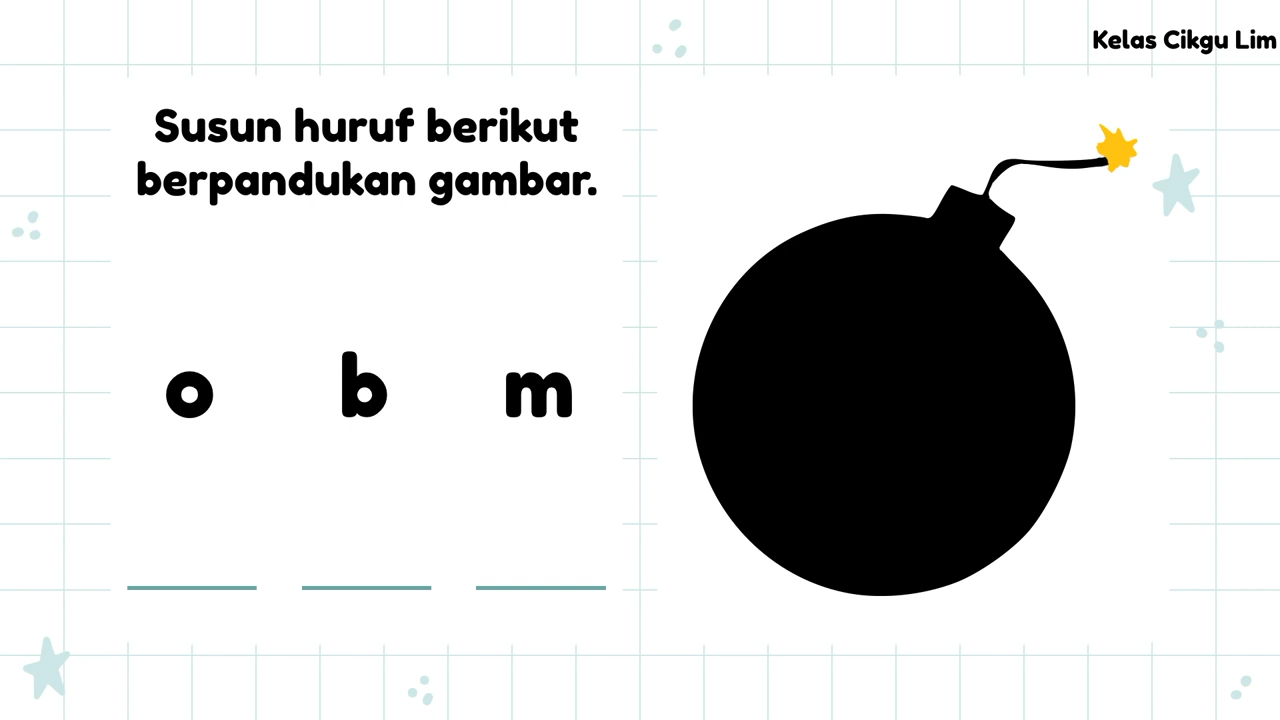 Kelas Cikgu Lim
Susun huruf berikut
berpandukan gambar.
o b m